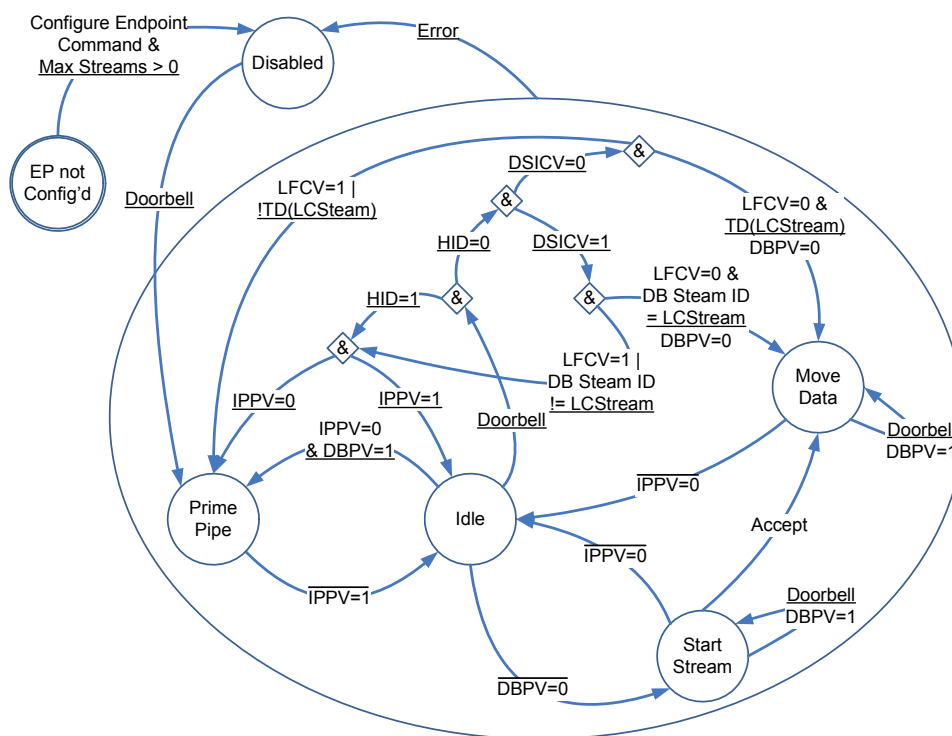 Configure Endpoint
Command &
Max Streams > 0
Error
Disabled
EP not
Config'd
Doorbell
LFCV=1 |
!TD(LCSteam)
DSICV=0
&
&
HID=0
DSICV=1
LFCV=0 &
TD(LCStream)
DBPV=0
HID=1
&
&
LFCV=0 &
DB Steam ID
= LCStream
DBPV=0
&
LFCV=1 |
DB Steam ID
!= LCStream
IPPV=0
IPPV=1
Doorbell
Move
Data
Doorbell
DBPV=1
IPPV=0
& DBPV=1
IPPV=0
Prime
Pipe
Idle
Accept
IPPV=0
IPPV=1
Doorbell
DBPV=1
Start
Stream
DBPV=0